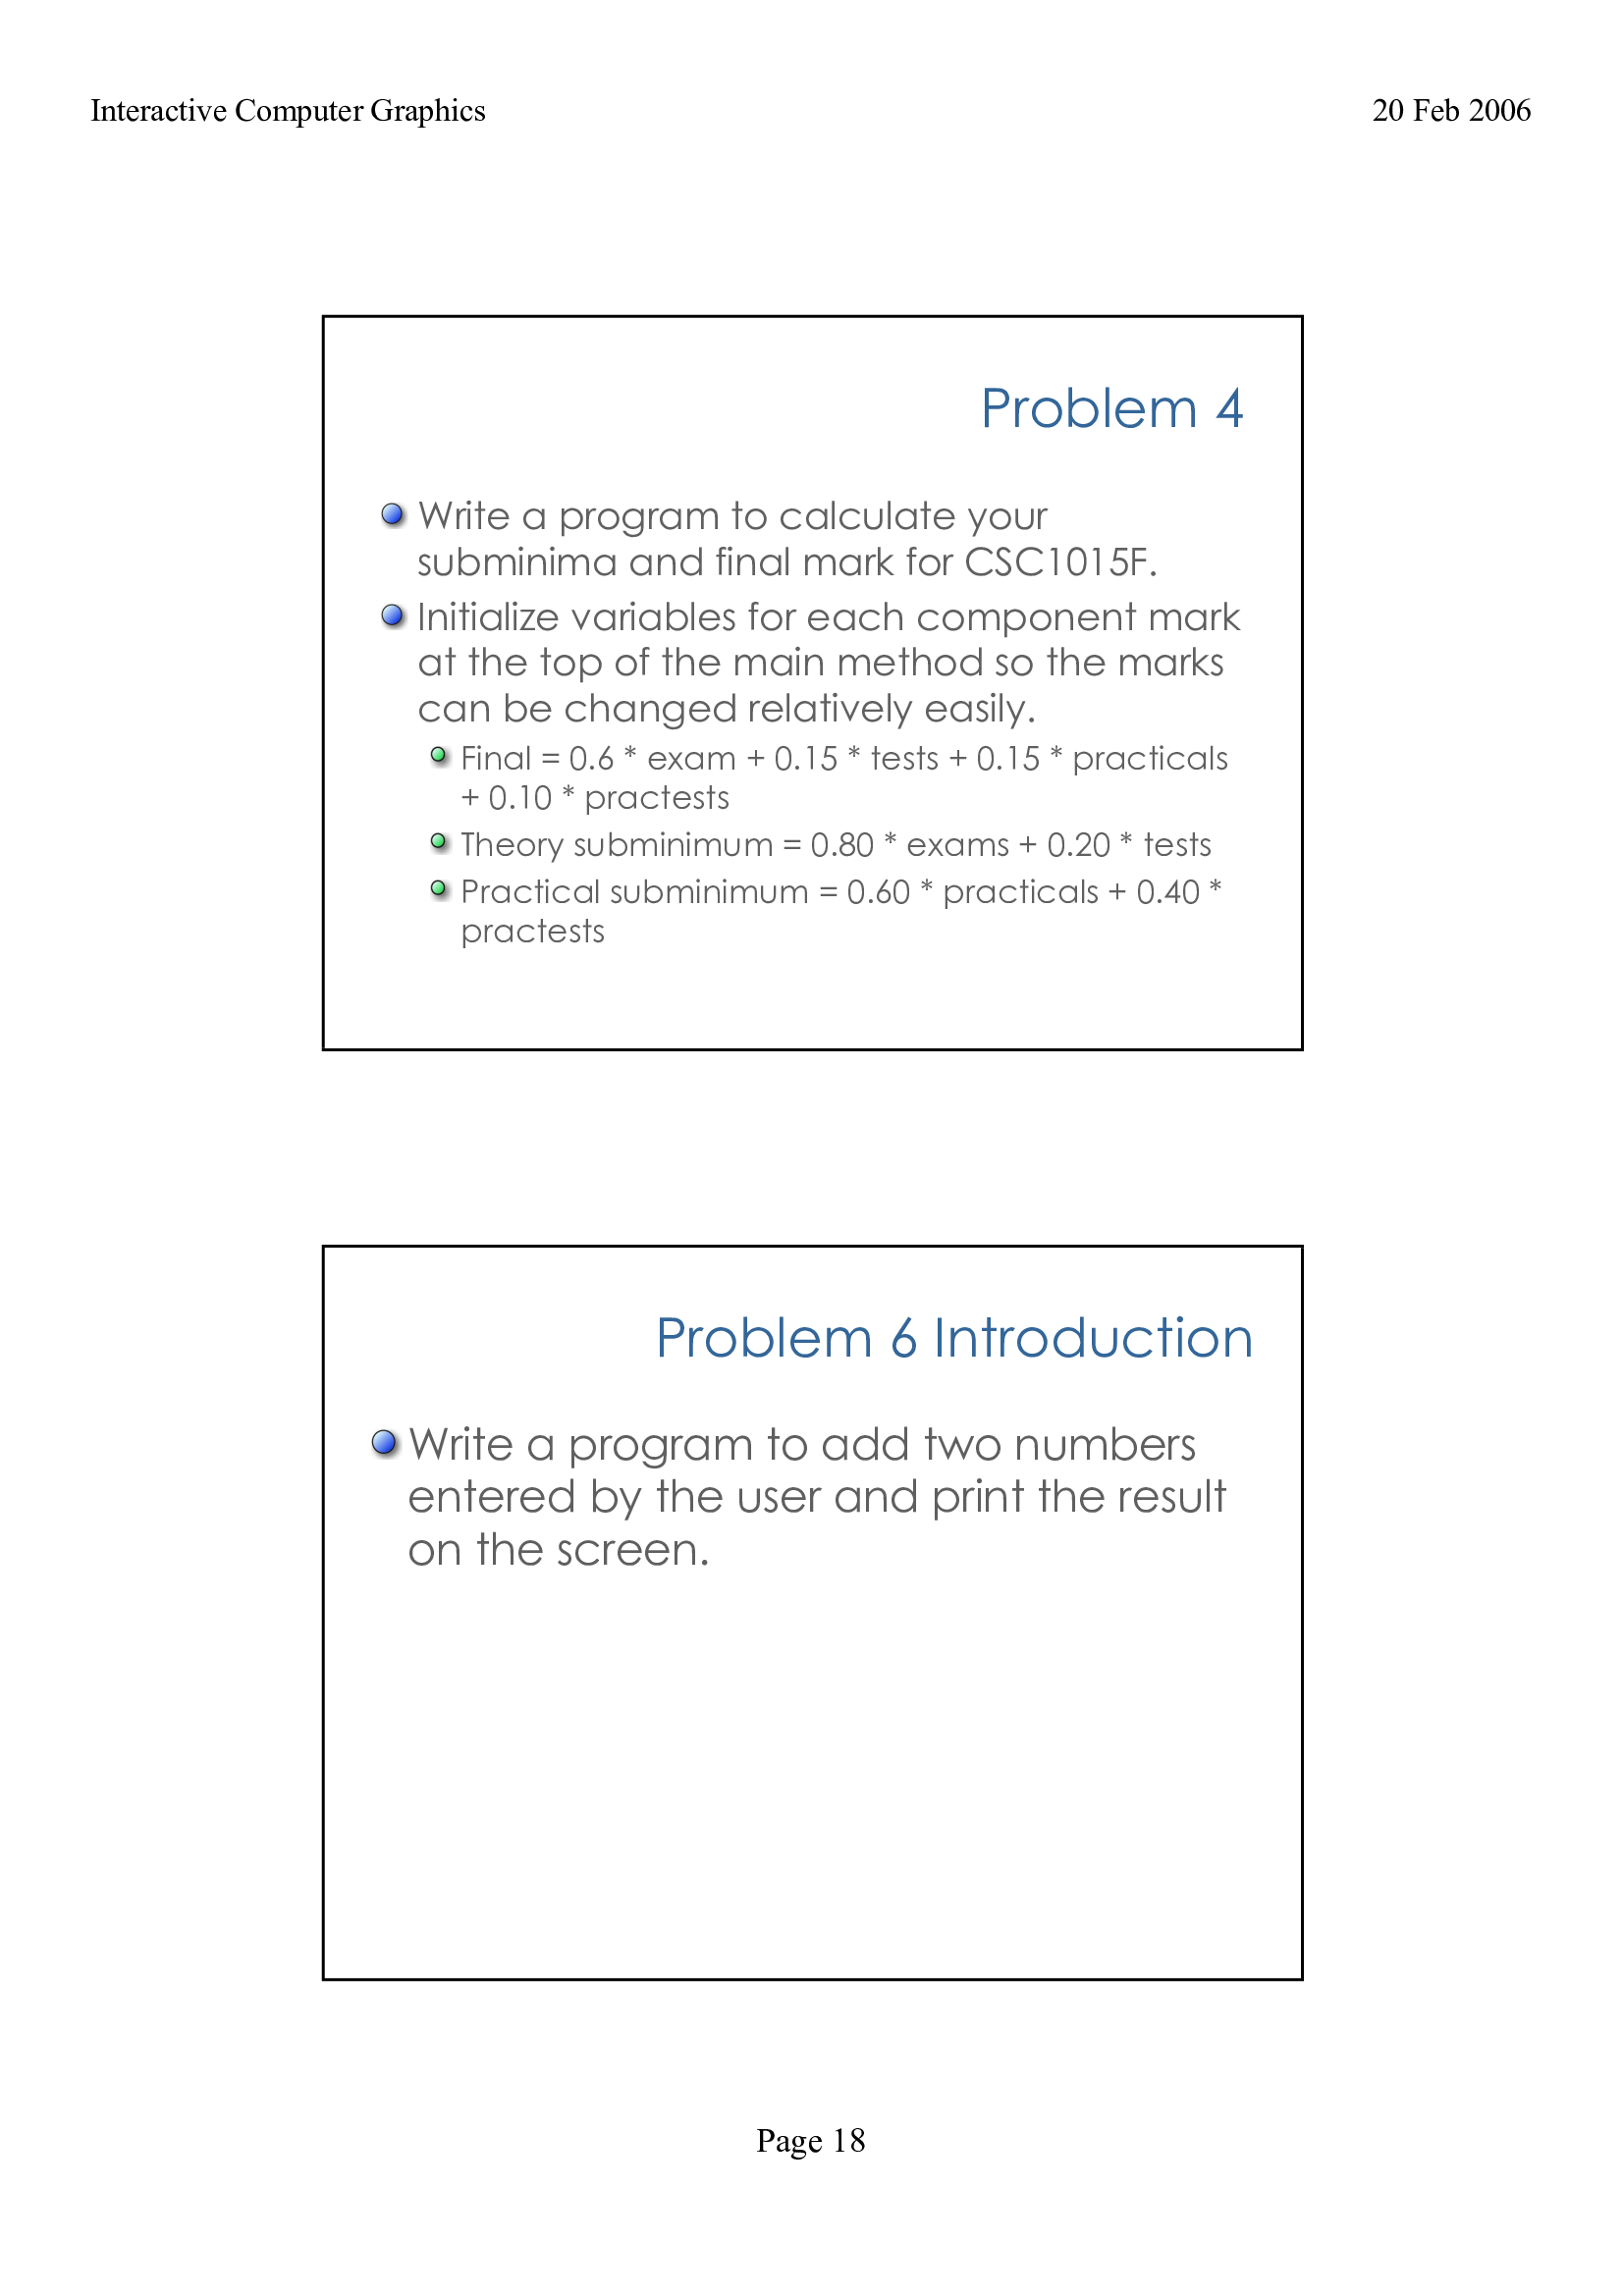 Interactive Computer Graphics
20 Feb 2006
Problem 4
Write a program to calculate your
subminima and final mark for CSC1015F.
Initialize variables for each component mark
at the top of the main method so the marks
can be changed relatively easily.
Final = 0.6 * exam + 0.15 * tests + 0.15 * practicals
+ 0.10 * practests
Theory subminimum = 0.80 * exams + 0.20 * tests
Practical subminimum = 0.60 * practicals + 0.40 *
practests
Problem 6 Introduction
Write a program to add two numbers
entered by the user and print the result
on the screen.
Page 18